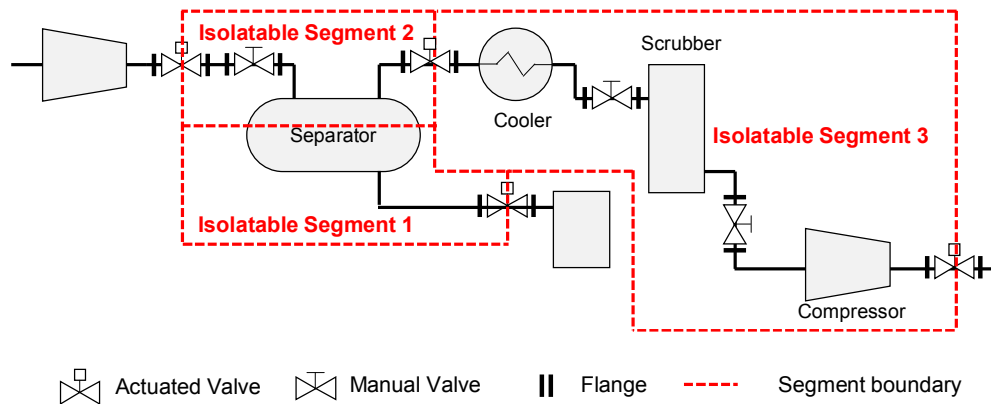 Isolatable Segment 2
Scrubber
Cooler
Separator
Isolatable Segment 3
Isolatable Segment 1
Compressor
Actuated Valve
Manual Valve
Flange
Segment boundary